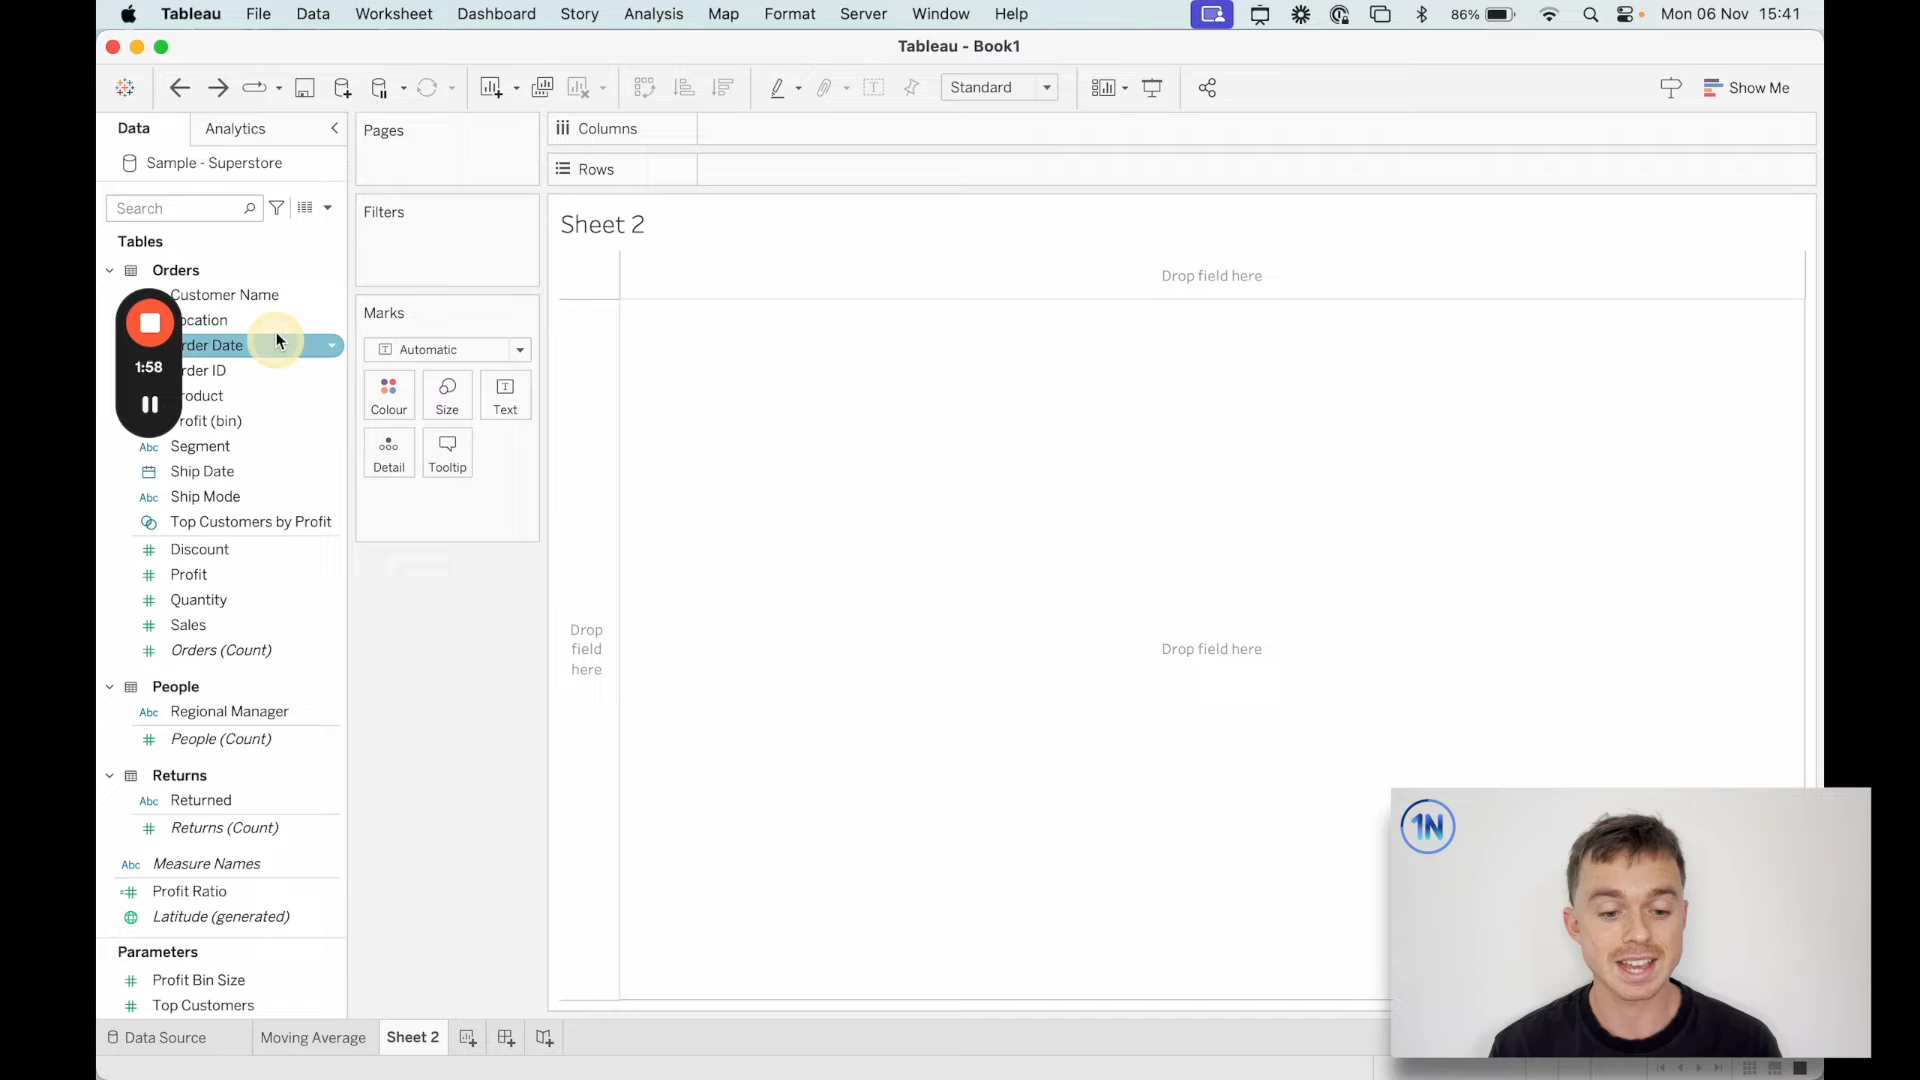 Tableau File Data Worksheet Dashboard Story Analysis Map Format Server Window Help 86% Mon 06 Nov 15:41
Tableau - Book1
Standard Show Me
Data Analytics
Sample - Superstore
Search
Tables
Orders
Customer Name
ocation
rder Date
rder ID
roduct
rofit (bin)
Abc Segment
Ship Date
Abc Ship Mode
Top Customers by Profit
Discount
Profit
Quantity
Sales
Orders (Count)
People
Abc Regional Manager
People (Count)
Returns
Abc Returned
Returns (Count)
Abc Measure Names
Profit Ratio
Latitude (generated)
Parameters
Profit Bin Size
Top Customers
1:58
Pages
Filters
Marks
Automatic
Colour Size Text
Detail Tooltip
Columns
Rows
Sheet 2
Drop field here
Drop
field
here
Drop field here
Data Source Moving Average Sheet 2
1N